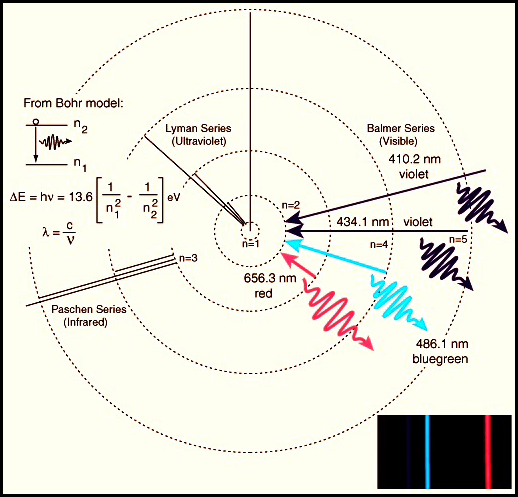 From Bohr model:
n2
n1
ΔE = hν = 13.6 [ 1/n1² - 1/n2² ] eV
λ = c/ν
Lyman Series
(Ultraviolet)
Balmer Series
(Visible)
410.2 nm
violet
n=2
434.1 nm violet
n=1
n=4
n=5
n=3
656.3 nm
red
Paschen Series
(Infrared)
486.1 nm
bluegreen